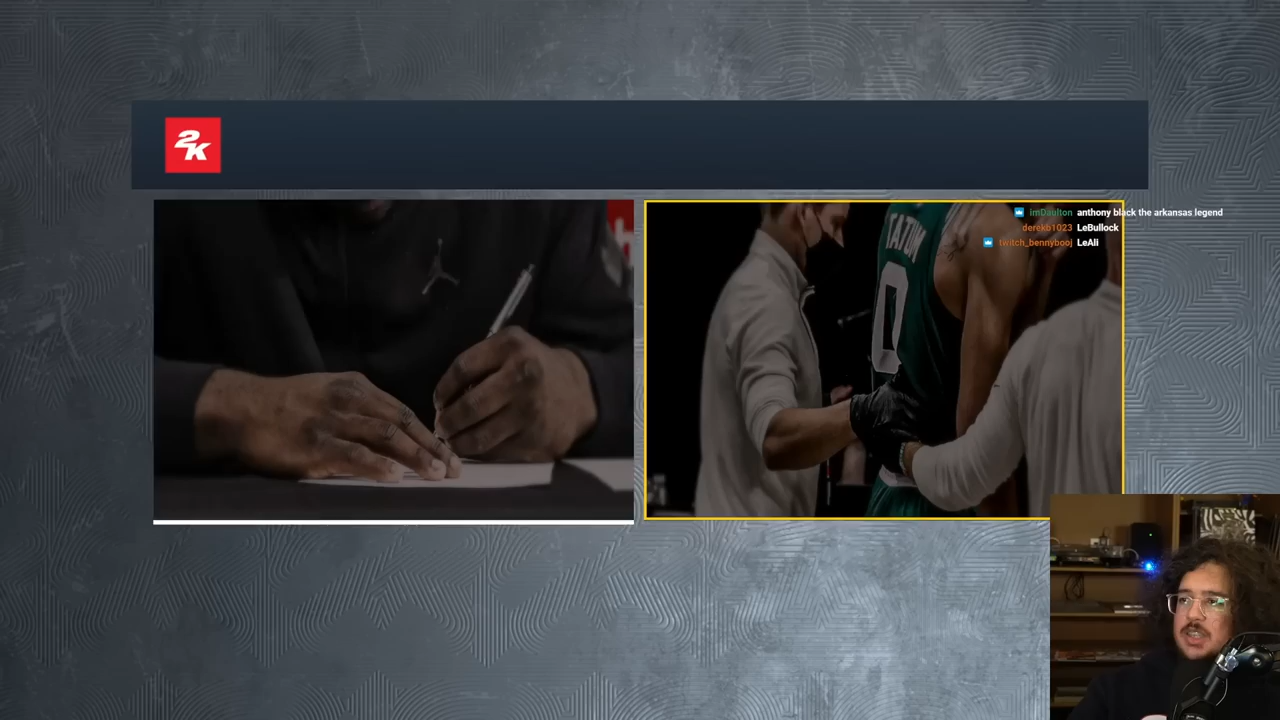 2K
TATUM
0
imDaulton anthony black the arkansas legend
derekb1023 LeBullock
twitch_bennybooj LeAli